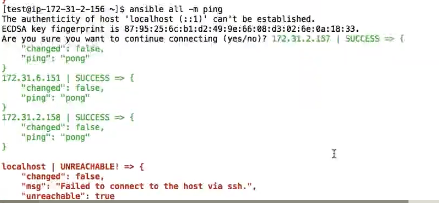 [test@ip-172-31-2-156 ~]$ ansible all -m ping
The authenticity of host 'localhost (::1)' can't be established.
ECDSA key fingerprint is 87:95:25:6c:b1:d2:49:9e:66:08:d3:02:6e:0a:18:33.
Are you sure you want to continue connecting (yes/no)? 172.31.2.157 | SUCCESS => {
    "changed": false,
    "ping": "pong"
}
172.31.6.151 | SUCCESS => {
    "changed": false,
    "ping": "pong"
}
172.31.2.158 | SUCCESS => {
    "changed": false,
    "ping": "pong"
}
localhost | UNREACHABLE! => {
    "changed": false,
    "msg": "Failed to connect to the host via ssh.",
    "unreachable": true